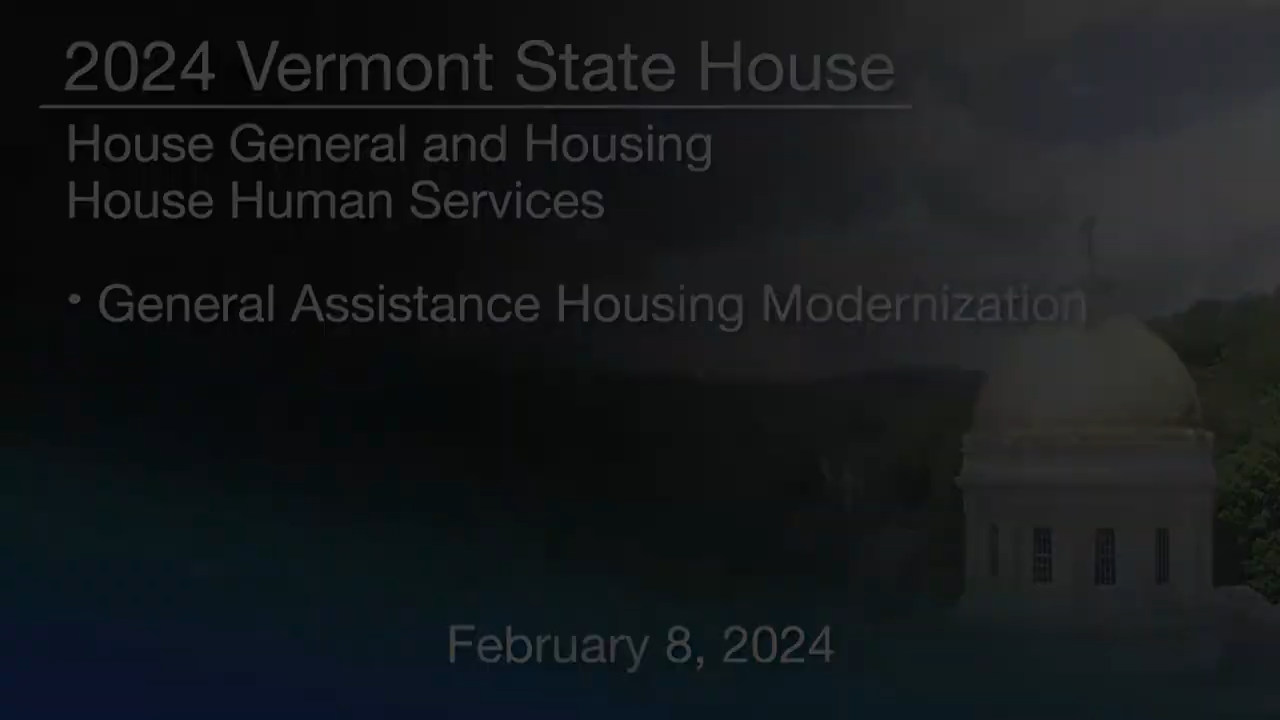 2024 Vermont State House
House General and Housing
House Human Services
• General Assistance Housing Modernization
February 8, 2024